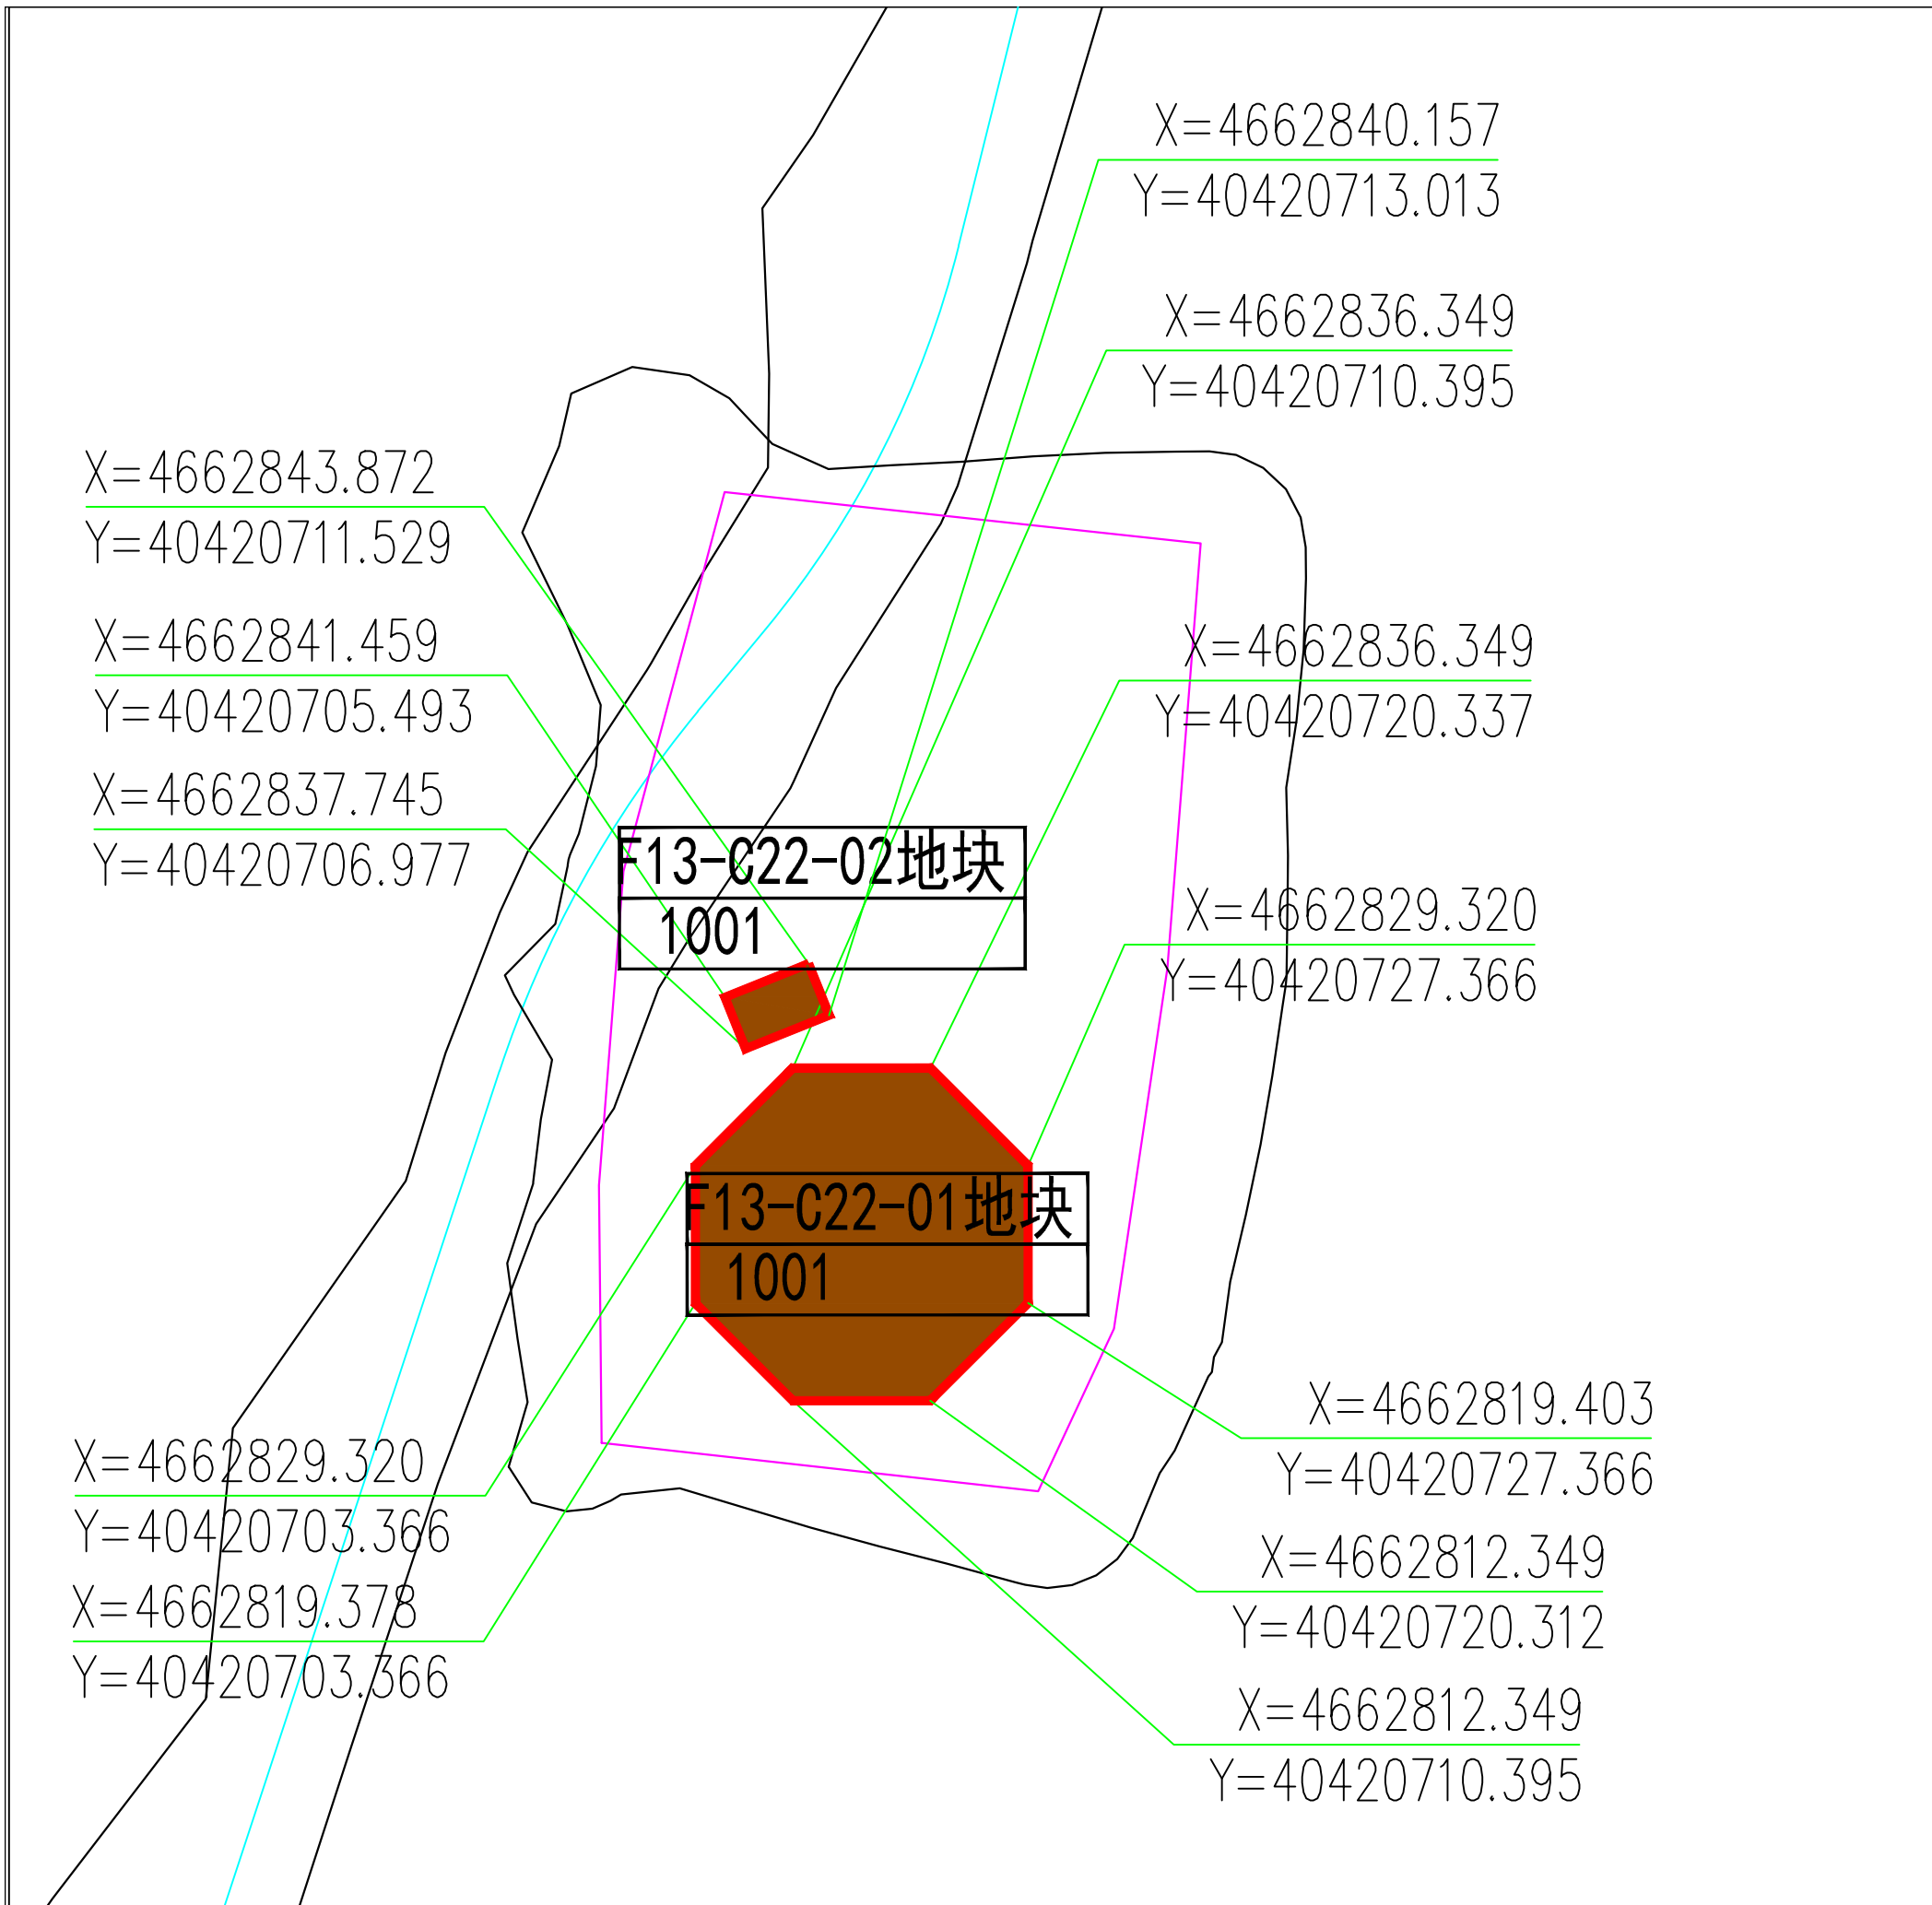 X=4662840.157
Y=40420713.013
X=4662836.349
Y=40420710.395
X=4662843.872
Y=40420711.529
X=4662841.459
Y=40420705.493
X=4662836.349
Y=40420720.337
X=4662837.745
Y=40420706.977
F13-C22-02地块
1001
X=4662829.320
Y=40420727.366
F13-C22-01地块
1001
X=4662819.403
Y=40420727.366
X=4662829.320
Y=40420703.366
X=4662812.349
Y=40420720.312
X=4662819.378
Y=40420703.366
X=4662812.349
Y=40420710.395